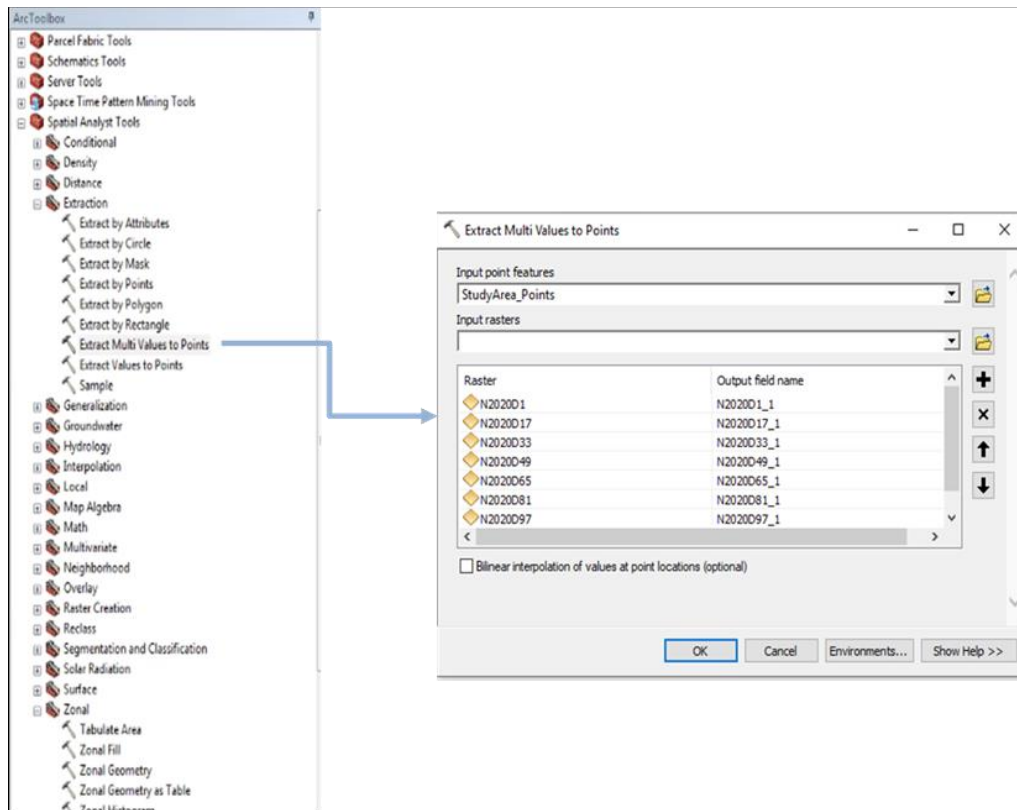 ArcToolbox
Parcel Fabric Tools
Schematics Tools
Server Tools
Space Time Pattern Mining Tools
Spatial Analyst Tools
Conditional
Density
Distance
Extraction
Extract by Attributes
Extract by Circle
Extract by Mask
Extract by Points
Extract by Polygon
Extract by Rectangle
Extract Multi Values to Points
Extract Values to Points
Sample
Generalization
Groundwater
Hydrology
Interpolation
Local
Map Algebra
Math
Multivariate
Neighborhood
Overlay
Raster Creation
Reclass
Segmentation and Classification
Solar Radiation
Surface
Zonal
Tabulate Area
Zonal Fill
Zonal Geometry
Zonal Geometry as Table
Zonal Histogram
Extract Multi Values to Points
Input point features
StudyArea_Points
Input rasters
Raster Output field name
N2020D1 N2020D1_1
N2020D17 N2020D17_1
N2020D33 N2020D33_1
N2020D49 N2020D49_1
N2020D65 N2020D65_1
N2020D81 N2020D81_1
N2020D97 N2020D97_1
Bilinear interpolation of values at point locations (optional)
OK Cancel Environments... Show Help >>